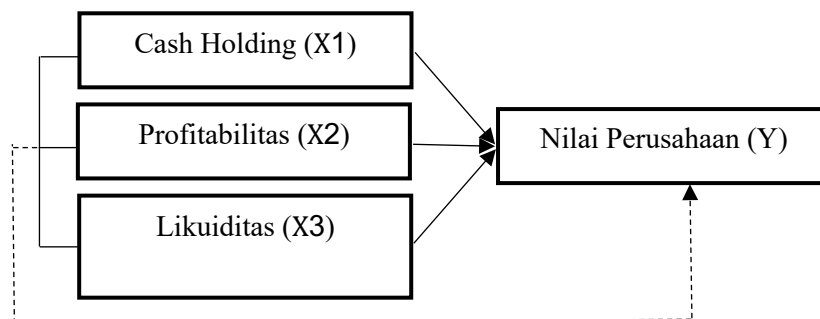 Cash Holding (X1)
Profitabilitas (X2)
Nilai Perusahaan (Y)
Likuiditas (X3)